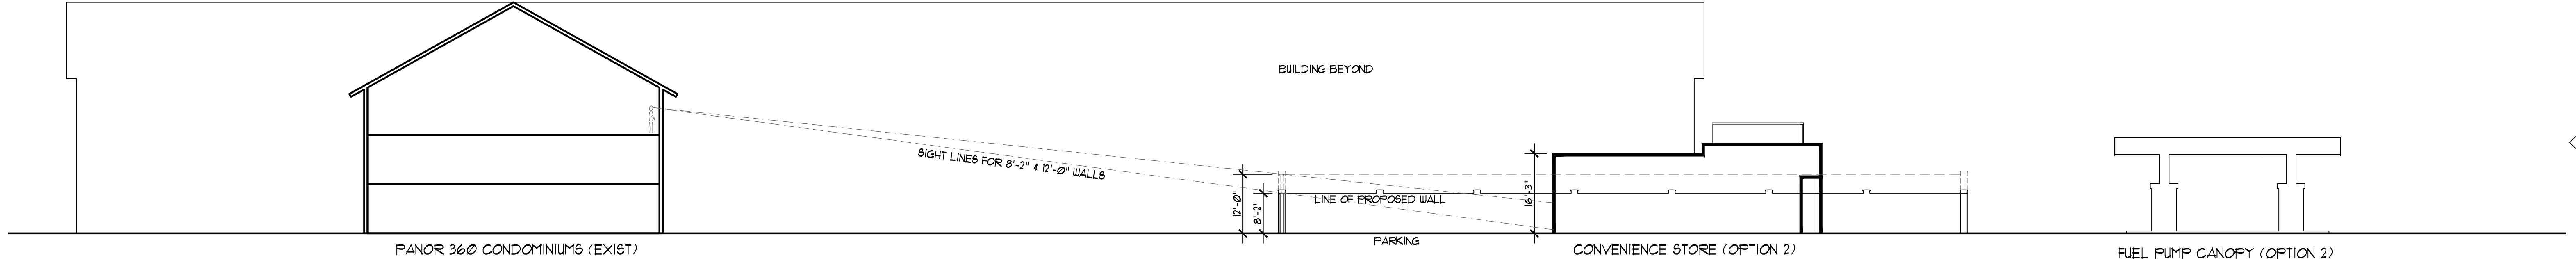 BUILDING BEYOND
SIGHT LINES FOR 8'-2" & 12'-0" WALLS
12'-0"
8'-2"
LINE OF PROPOSED WALL
16'-3"
PARKING
PANOR 360 CONDOMINIUMS (EXIST)
CONVENIENCE STORE (OPTION 2)
FUEL PUMP CANOPY (OPTION 2)